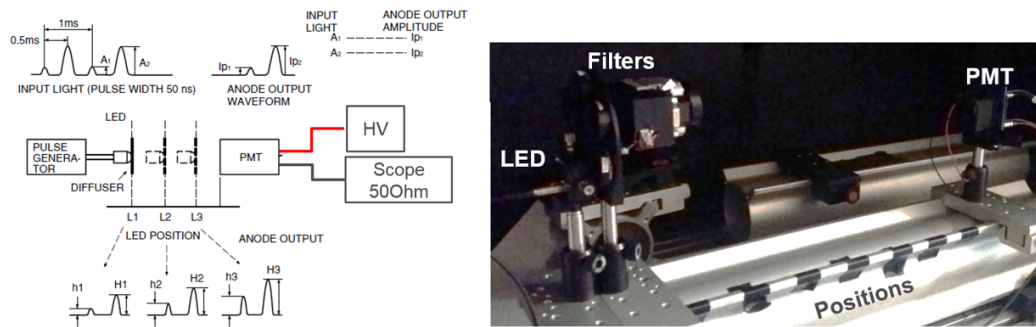 INPUT LIGHT
ANODE OUTPUT AMPLITUDE
A1 Ip1
A2 Ip2
1ms
0.5ms
A1
A2
Ip1
Ip2
INPUT LIGHT (PULSE WIDTH 50 ns)
ANODE OUTPUT
WAVEFORM
LED
PULSE
GENERA-
TOR
DIFFUSER
PMT
HV
Scope
50Ohm
L1 L2 L3
LED POSITION
ANODE OUTPUT
h1 H1 h2 H2 h3 H3
Filters
PMT
LED
Positions